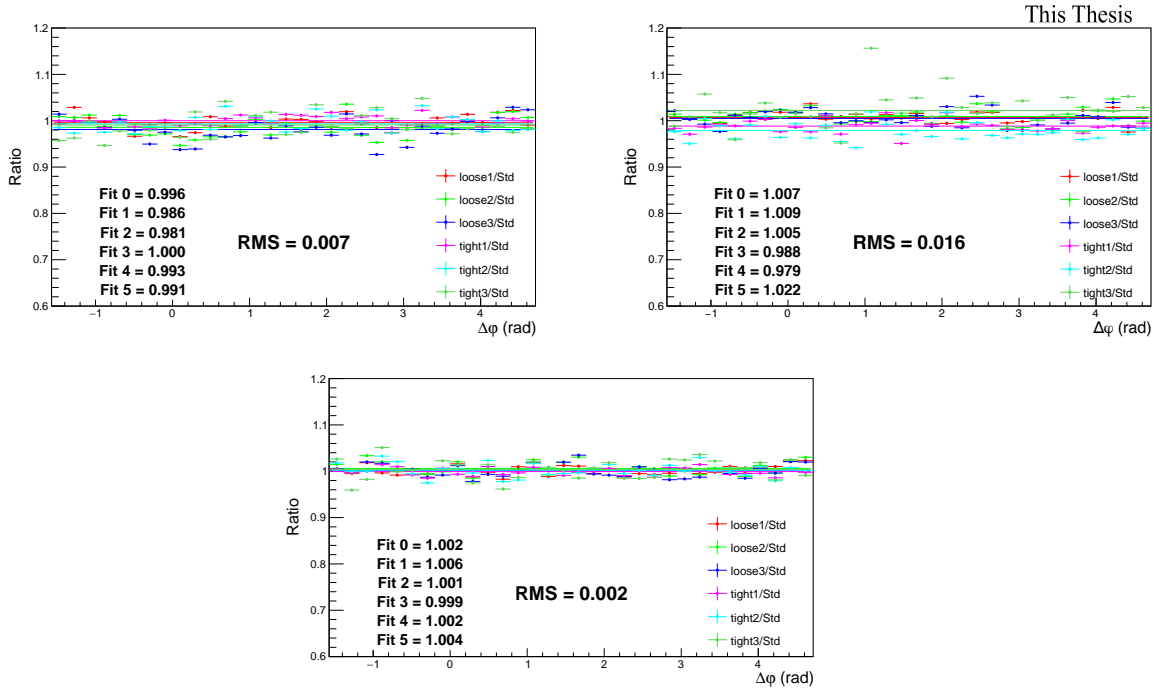 This Thesis
1.2
1.1
1
0.9
0.8
0.7
0.6
Ratio
−1 0 1 2 3 4
Δφ (rad)
Fit 0 = 0.996
Fit 1 = 0.986
Fit 2 = 0.981
Fit 3 = 1.000
Fit 4 = 0.993
Fit 5 = 0.991
RMS = 0.007
loose1/Std
loose2/Std
loose3/Std
tight1/Std
tight2/Std
tight3/Std
1.2
1.1
1
0.9
0.8
0.7
0.6
Ratio
−1 0 1 2 3 4
Δφ (rad)
Fit 0 = 1.007
Fit 1 = 1.009
Fit 2 = 1.005
Fit 3 = 0.988
Fit 4 = 0.979
Fit 5 = 1.022
RMS = 0.016
loose1/Std
loose2/Std
loose3/Std
tight1/Std
tight2/Std
tight3/Std
1.2
1.1
1
0.9
0.8
0.7
0.6
Ratio
−1 0 1 2 3 4
Δφ (rad)
Fit 0 = 1.002
Fit 1 = 1.006
Fit 2 = 1.001
Fit 3 = 0.999
Fit 4 = 1.002
Fit 5 = 1.004
RMS = 0.002
loose1/Std
loose2/Std
loose3/Std
tight1/Std
tight2/Std
tight3/Std